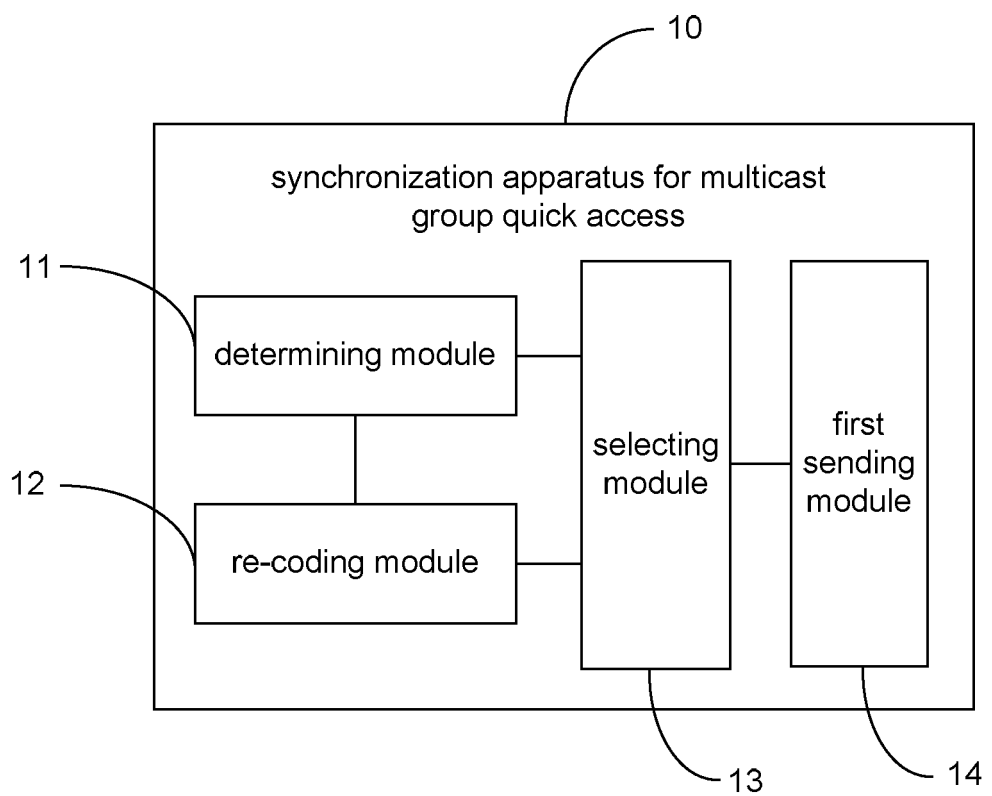 10
synchronization apparatus for multicast
group quick access
11
determining module
12
re-coding module
selecting
module
first
sending
module
13
14